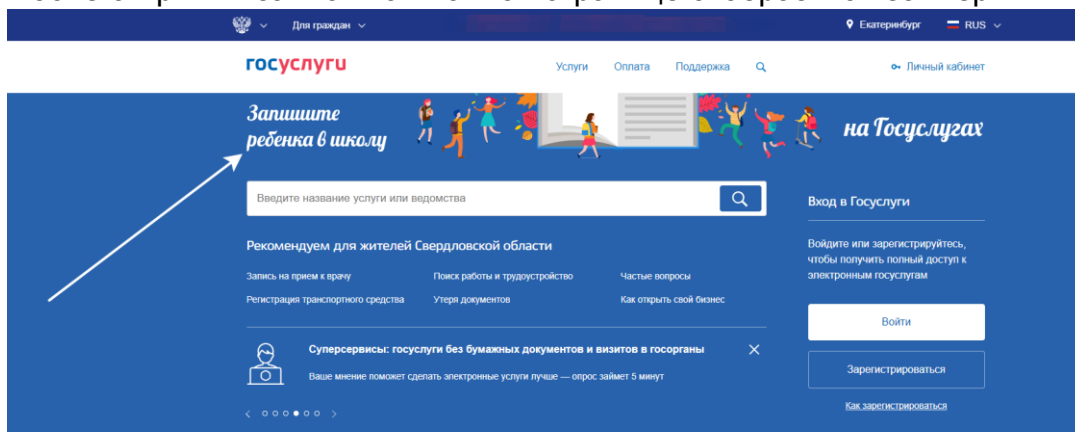 Для граждан
Екатеринбург RUS
госуслуги Услуги Оплата Поддержка Личный кабинет
Запишите
ребенка в школу
на Госуслугах
Введите название услуги или ведомства
Рекомендуем для жителей Свердловской области
Запись на прием к врачу Поиск работы и трудоустройство Частые вопросы
Регистрация транспортного средства Утеря документов Как открыть свой бизнес
Суперсервисы: госуслуги без бумажных документов и визитов в госорганы
Ваше мнение поможет сделать электронные услуги лучше — опрос займет 5 минут
Вход в Госуслуги
Войдите или зарегистрируйтесь,
чтобы получить полный доступ к
электронным госуслугам
Войти
Зарегистрироваться
Как зарегистрироваться